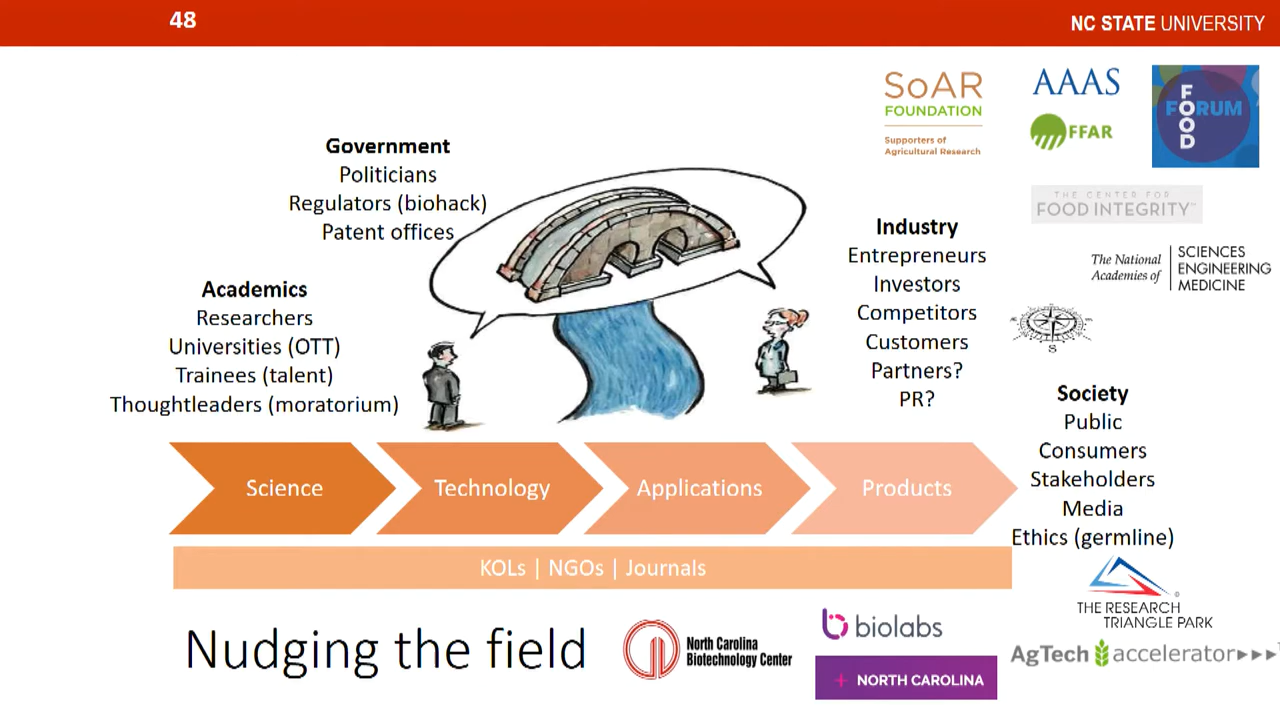 48
NC STATE UNIVERSITY
SoAR
FOUNDATION
Supporters of
Agricultural Research
AAAS
FFAR
FOOD
FORUM
THE CENTER FOR
FOOD INTEGRITY™
The National
Academies of
SCIENCES
ENGINEERING
MEDICINE
S
Government
Politicians
Regulators (biohack)
Patent offices
Academics
Researchers
Universities (OTT)
Trainees (talent)
Thoughtleaders (moratorium)
Industry
Entrepreneurs
Investors
Competitors
Customers
Partners?
PR?
Society
Public
Consumers
Stakeholders
Media
Ethics (germline)
Science
Technology
Applications
Products
KOLs | NGOs | Journals
Nudging the field
North Carolina
Biotechnology Center
biolabs
+ NORTH CAROLINA
THE RESEARCH
TRIANGLE PARK
AgTech accelerator